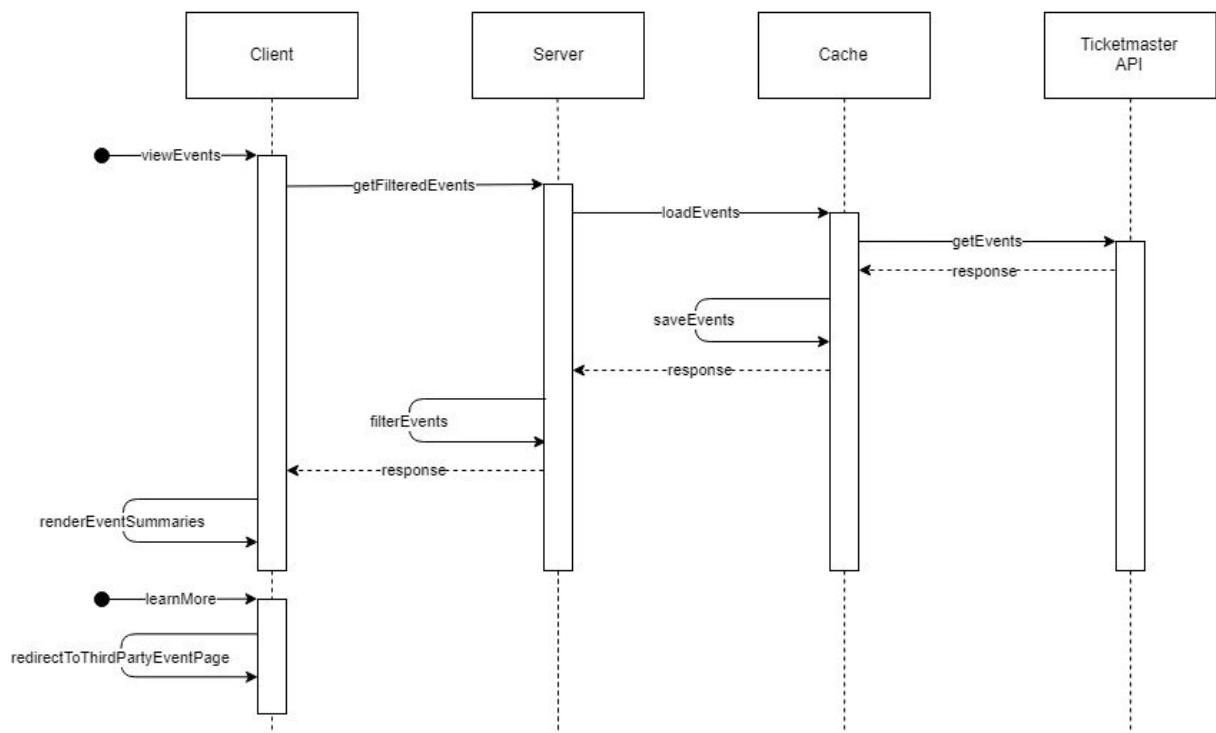 Client
Server
Cache
Ticketmaster
API
viewEvents
getFilteredEvents
loadEvents
getEvents
response
saveEvents
response
filterEvents
response
renderEventSummaries
learnMore
redirectToThirdPartyEventPage